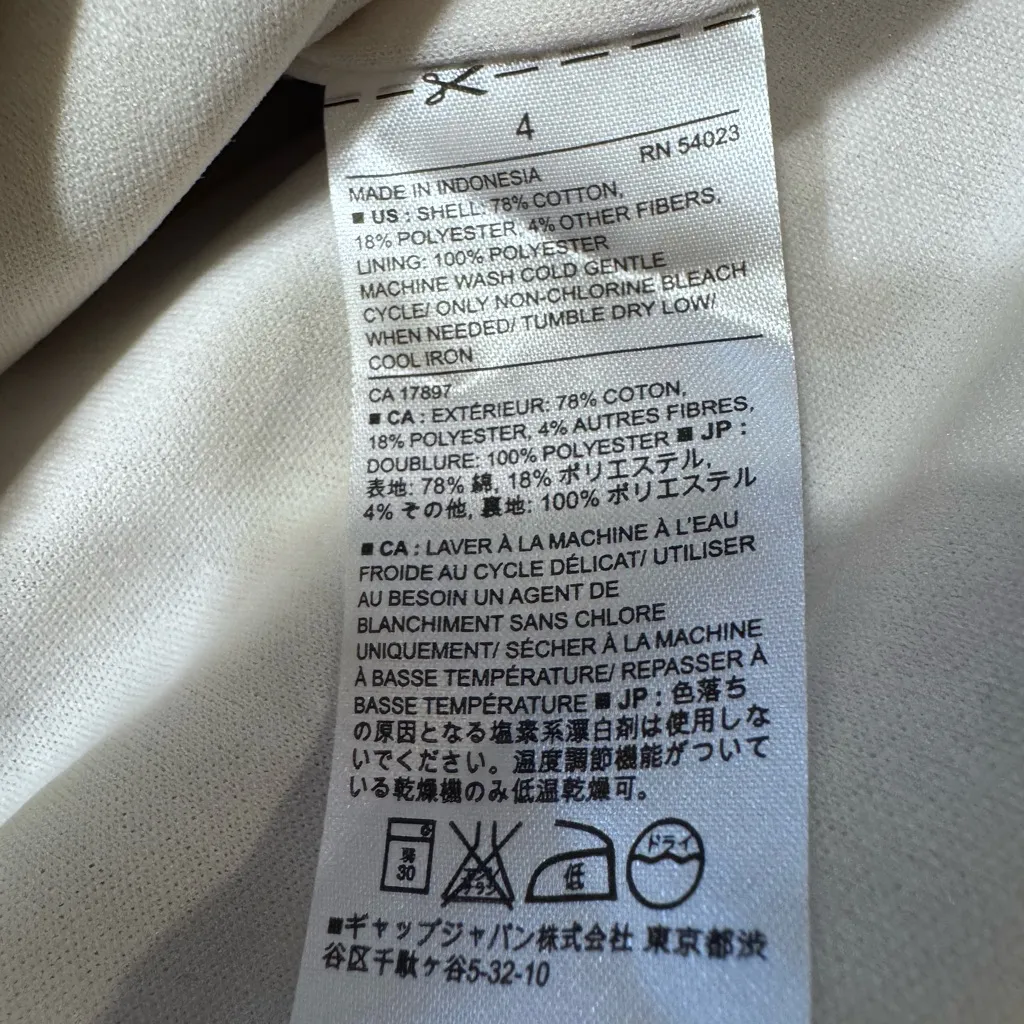 4
RN 54023
MADE IN INDONESIA
■ US : SHELL: 78% COTTON,
18% POLYESTER, 4% OTHER FIBERS,
LINING: 100% POLYESTER
MACHINE WASH COLD GENTLE
CYCLE/ ONLY NON-CHLORINE BLEACH
WHEN NEEDED/ TUMBLE DRY LOW/
COOL IRON
CA 17897
■ CA : EXTÉRIEUR: 78% COTON,
18% POLYESTER, 4% AUTRES FIBRES,
DOUBLURE: 100% POLYESTER ■ JP :
表地: 78% 綿, 18% ポリエステル,
4% その他, 裏地: 100% ポリエステル
■ CA : LAVER À LA MACHINE À L'EAU
FROIDE AU CYCLE DÉLICAT/ UTILISER
AU BESOIN UN AGENT DE
BLANCHIMENT SANS CHLORE
UNIQUEMENT/ SÉCHER À LA MACHINE
À BASSE TEMPÉRATURE/ REPASSER À
BASSE TEMPÉRATURE ■ JP : 色落ち
の原因となる塩素系漂白剤は使用しな
いでください。温度調節機能がついて
いる乾燥機のみ低温乾燥可。
弱
30
エンソ
サラシ
低
ドライ
■ギャップジャパン株式会社 東京都渋
谷区千駄ヶ谷5-32-10